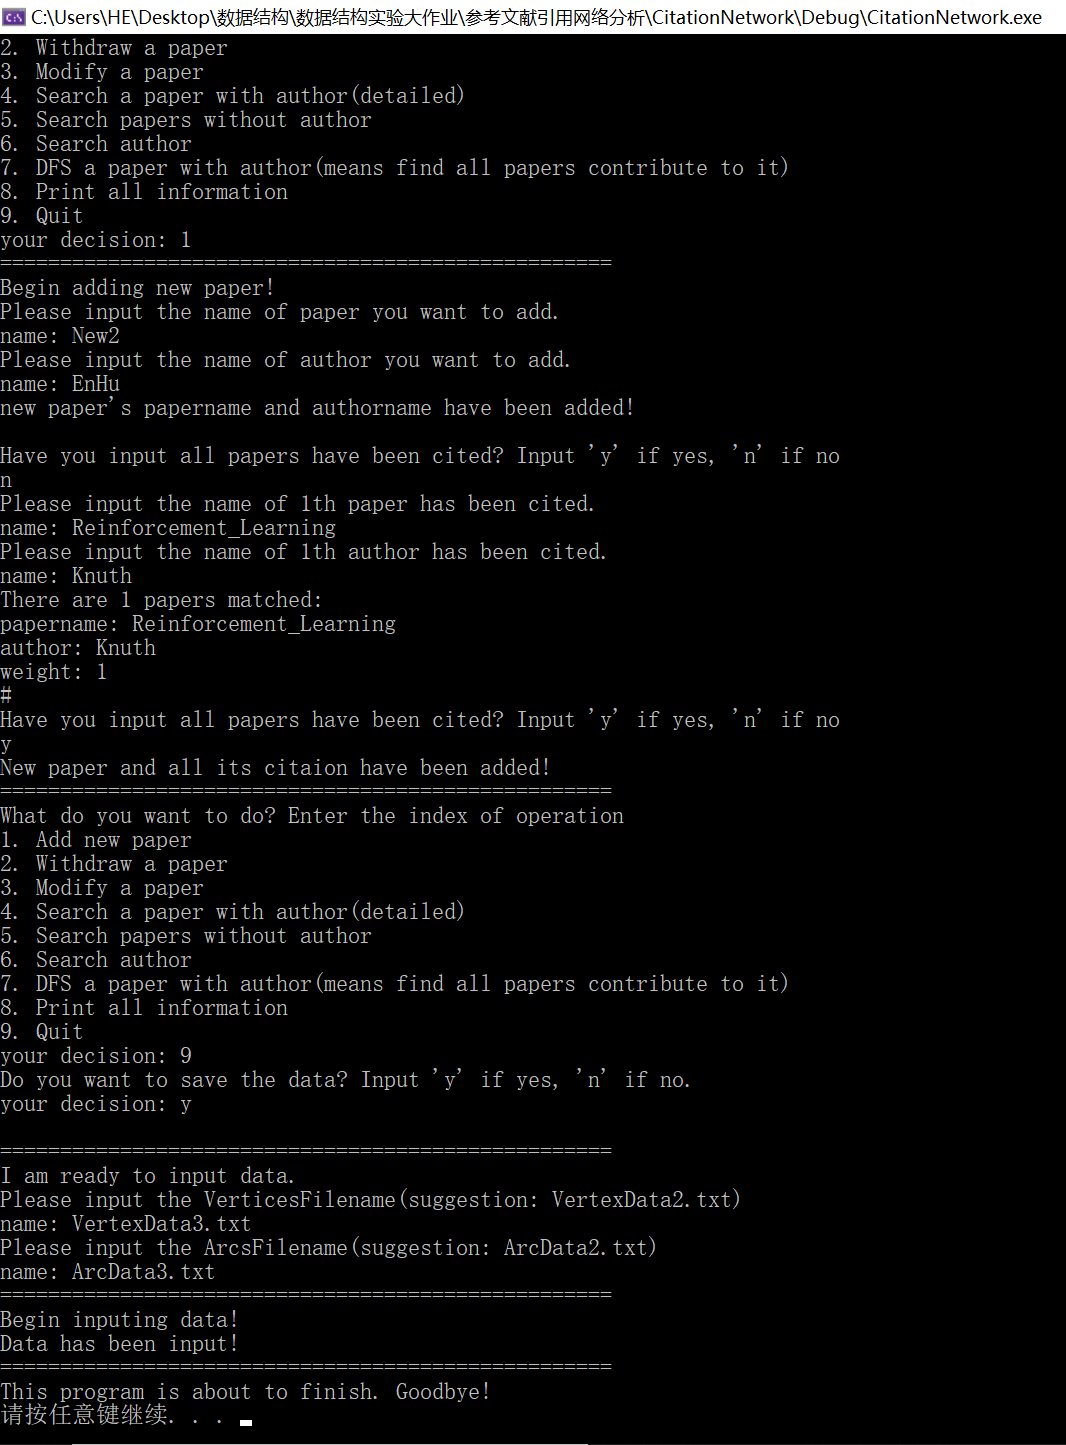 C:\Users\HE\Desktop\数据结构\数据结构实验大作业\参考文献引用网络分析\CitationNetwork\Debug\CitationNetwork.exe
2. Withdraw a paper
3. Modify a paper
4. Search a paper with author(detailed)
5. Search papers without author
6. Search author
7. DFS a paper with author(means find all papers contribute to it)
8. Print all information
9. Quit
your decision: 1
===================================================
Begin adding new paper!
Please input the name of paper you want to add.
name: New2
Please input the name of author you want to add.
name: EnHu
new paper's papername and authorname have been added!

Have you input all papers have been cited? Input 'y' if yes, 'n' if no
n
Please input the name of 1th paper has been cited.
name: Reinforcement_Learning
Please input the name of 1th author has been cited.
name: Knuth
There are 1 papers matched:
papername: Reinforcement_Learning
author: Knuth
weight: 1
#
Have you input all papers have been cited? Input 'y' if yes, 'n' if no
y
New paper and all its citaion have been added!
===================================================
What do you want to do? Enter the index of operation
1. Add new paper
2. Withdraw a paper
3. Modify a paper
4. Search a paper with author(detailed)
5. Search papers without author
6. Search author
7. DFS a paper with author(means find all papers contribute to it)
8. Print all information
9. Quit
your decision: 9
Do you want to save the data? Input 'y' if yes, 'n' if no.
your decision: y

===================================================
I am ready to input data.
Please input the VerticesFilename(suggestion: VertexData2.txt)
name: VertexData3.txt
Please input the ArcsFilename(suggestion: ArcData2.txt)
name: ArcData3.txt
===================================================
Begin inputing data!
Data has been input!
===================================================
This program is about to finish. Goodbye!
请按任意键继续. . .